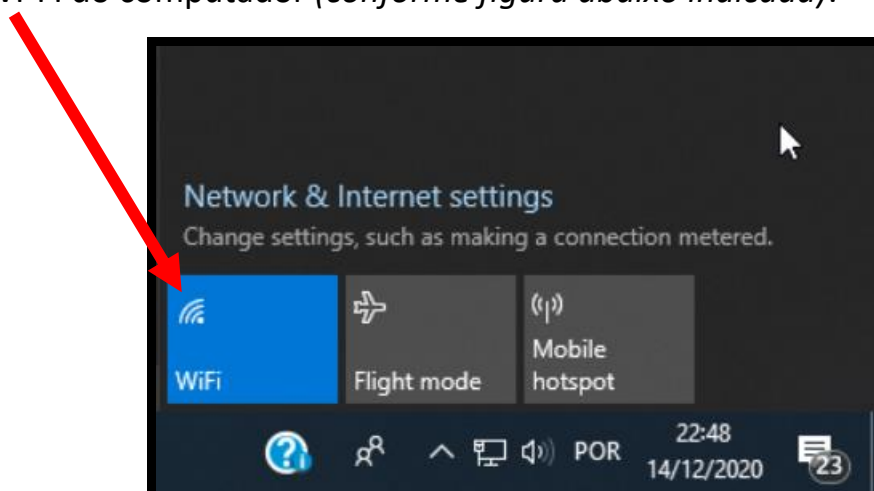 do computador (conforme figura abaixo indicada).
Network & Internet settings
Change settings, such as making a connection metered.
WiFi
Flight mode
Mobile
hotspot
POR
22:48
14/12/2020
23